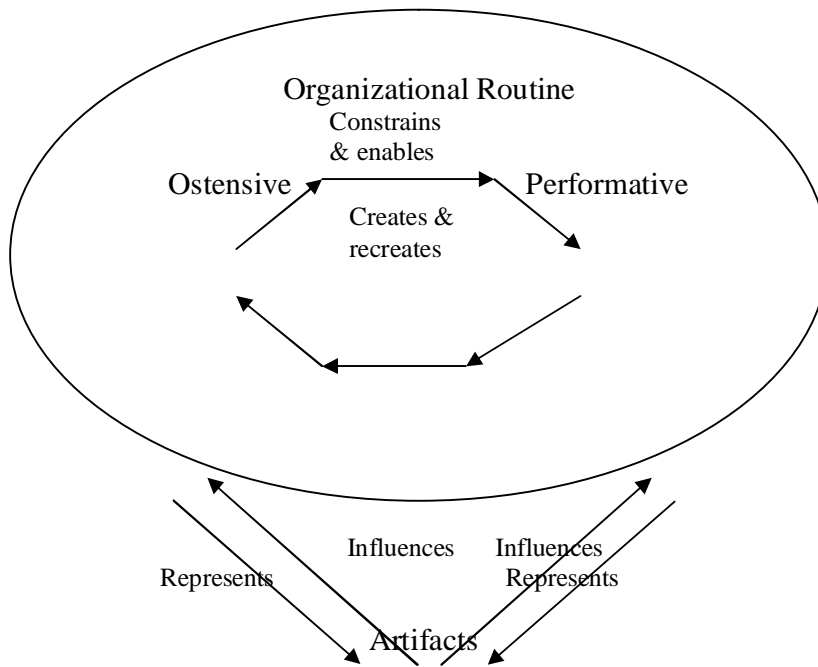 Organizational Routine
Constrains
& enables
Ostensive
Performative
Creates &
recreates
Influences
Influences
Represents
Represents
Artifacts